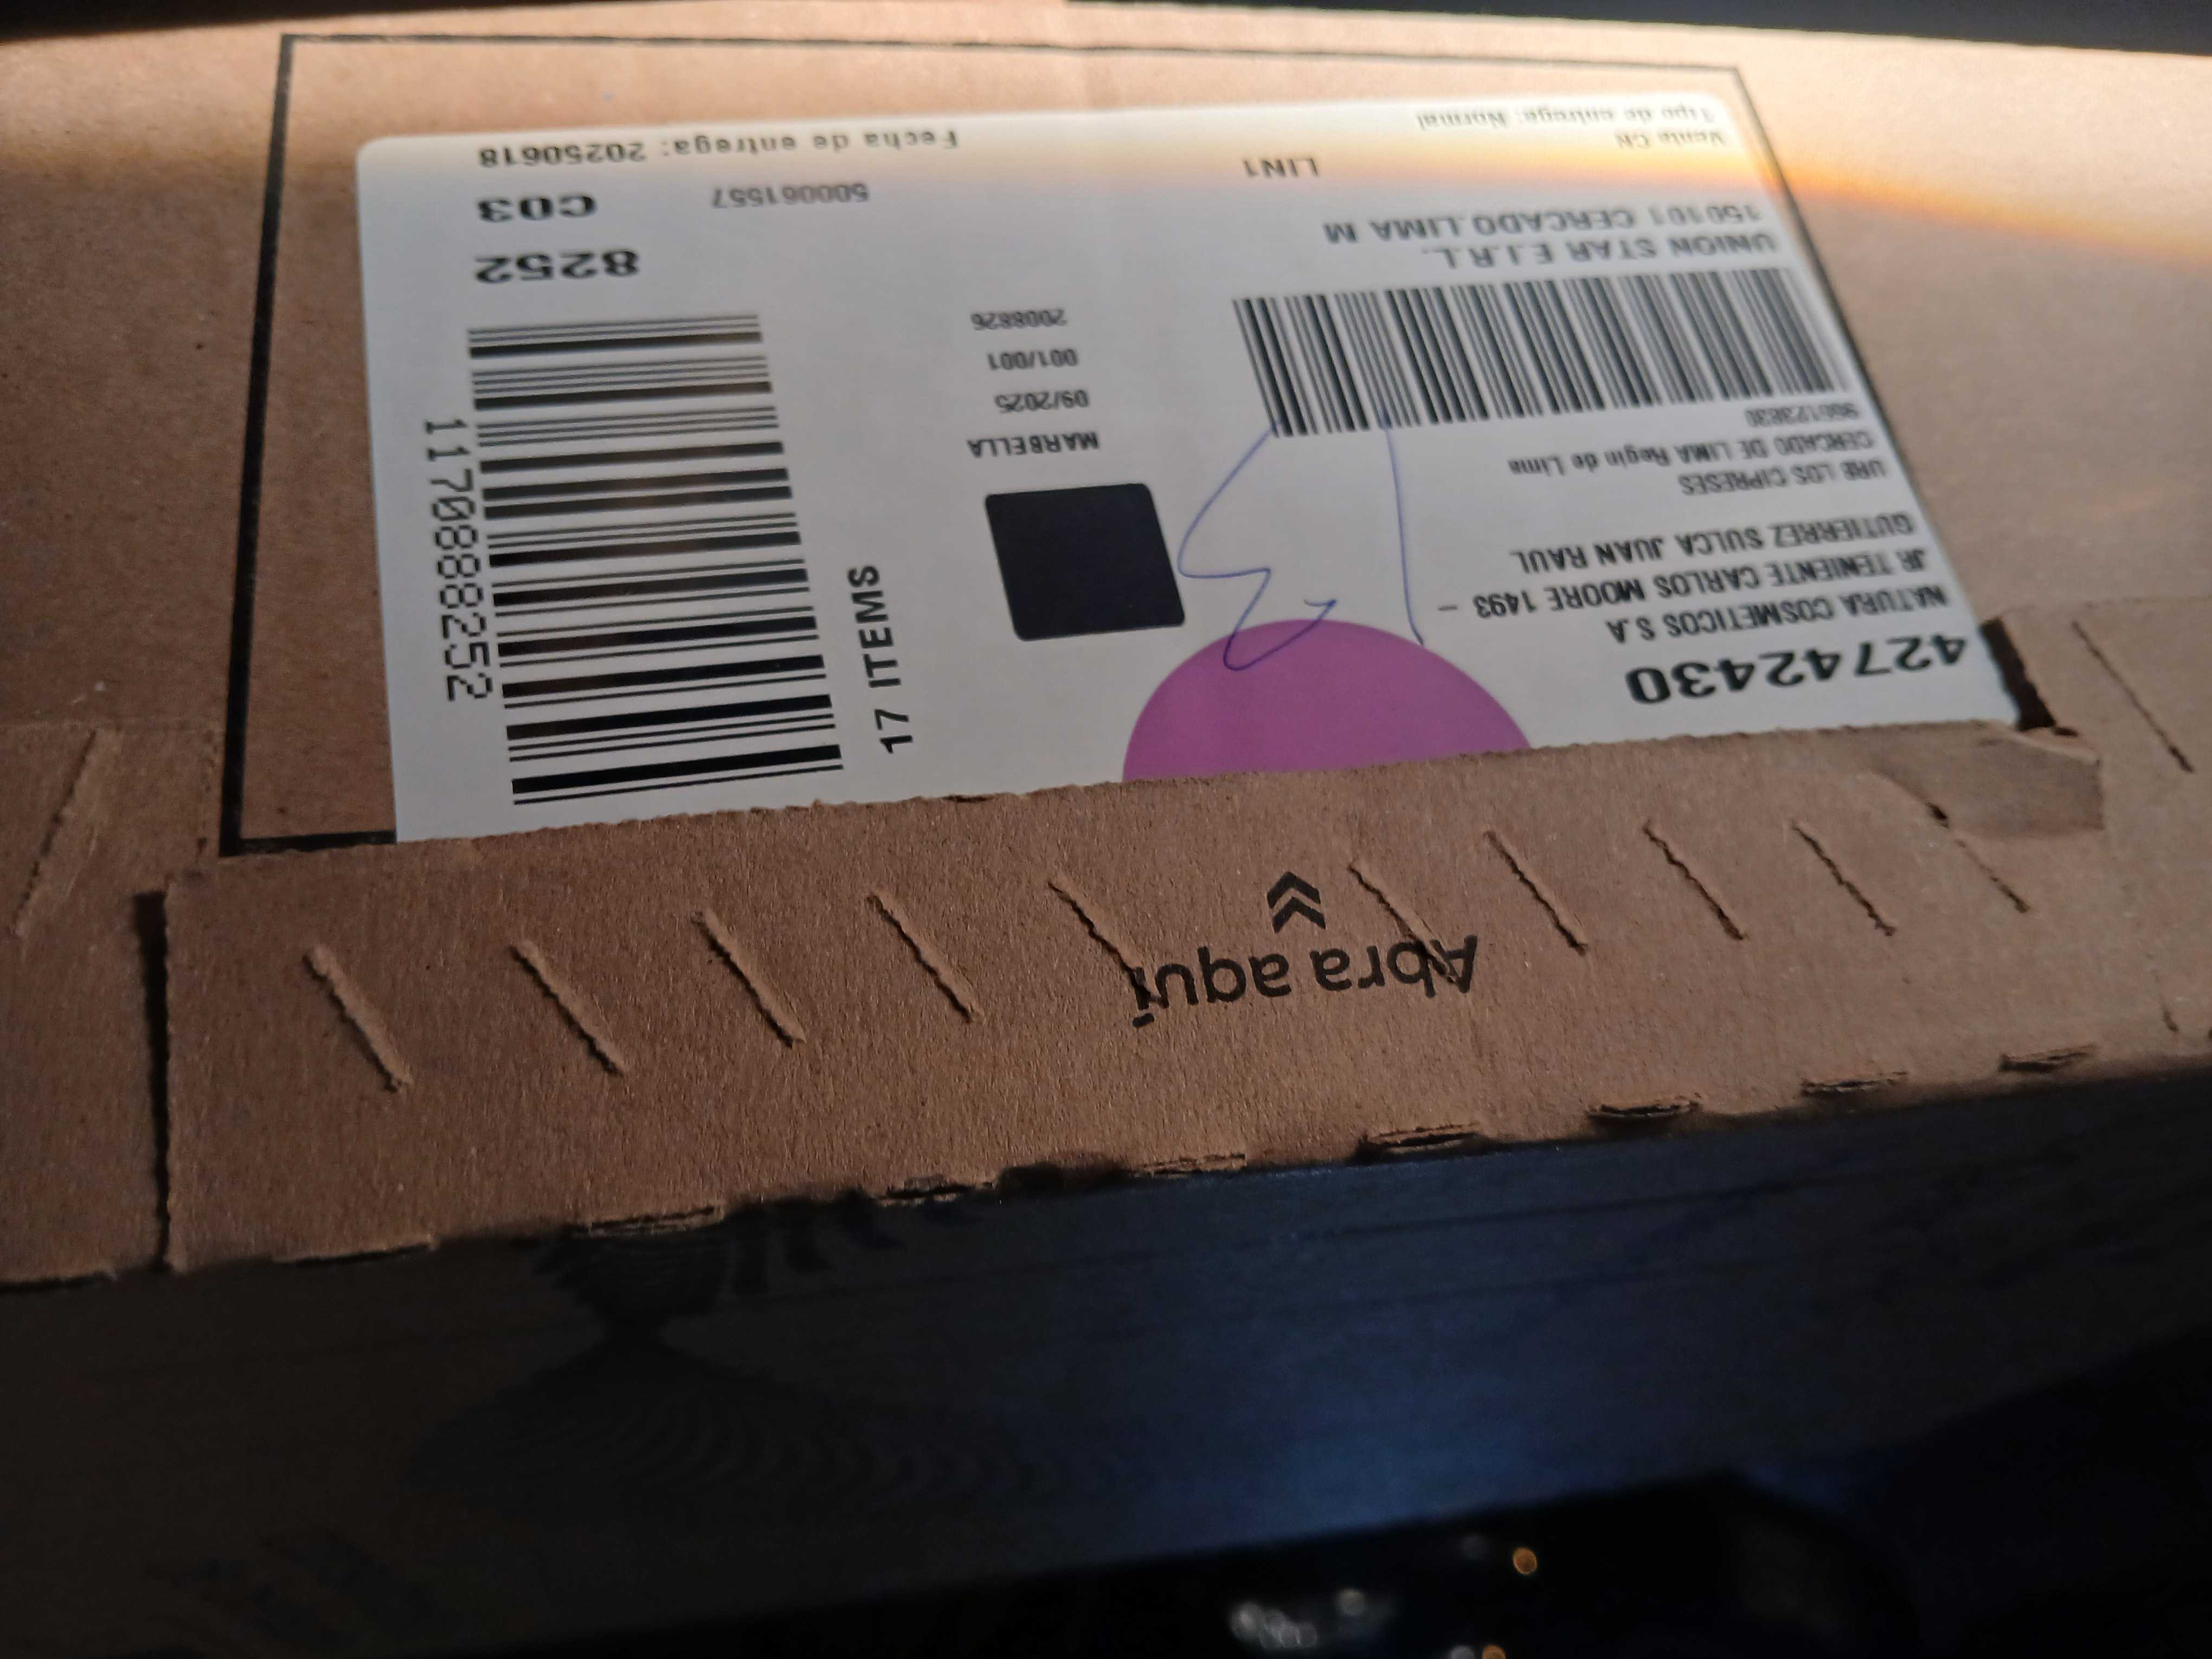 42742430
NATURA COSMETICOS S.A
JR TENIENTE CARLOS MOORE 1493 –
GUTIERREZ SULCA JUAN RAUL
URB LOS CIPRESES
CERCADO DE LIMA Regin de Lima
960123830
UNION STAR E.I.R.L.
150101 CERCADO.LIMA M
Venta CN
Tipo de entrega: Normal
LIN1
MARBELLA
09/2025
001/001
2008826
17 ITEMS
1170888252
8252
C03
500061557
Fecha de entrega: 20250618
Abra aquí